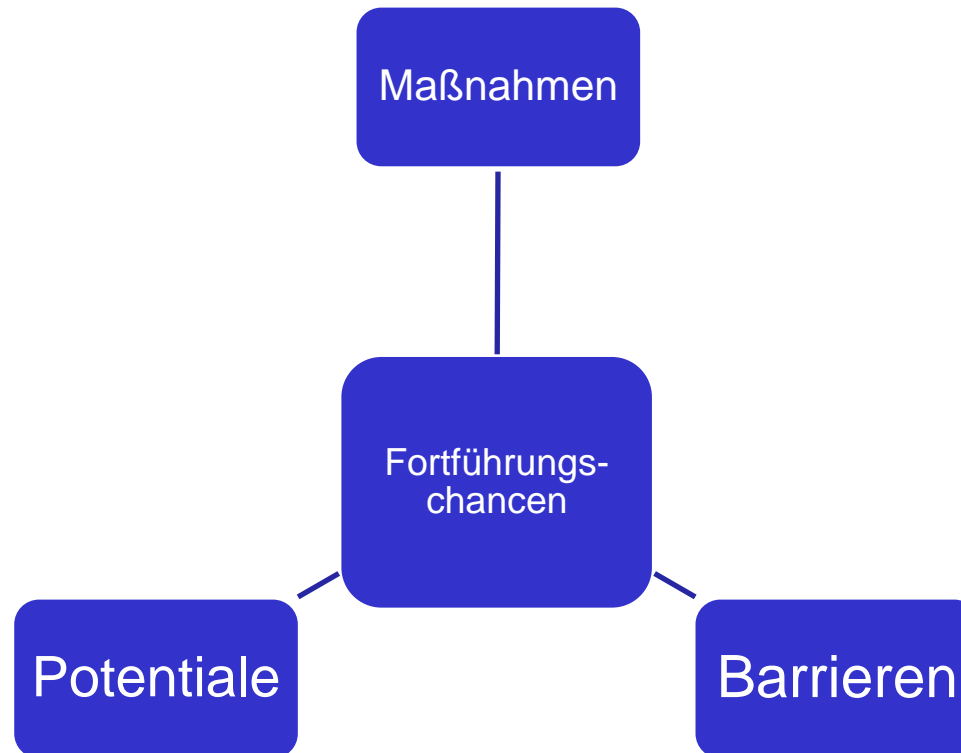 Maßnahmen
Fortführungs-
chancen
Potentiale
Barrieren